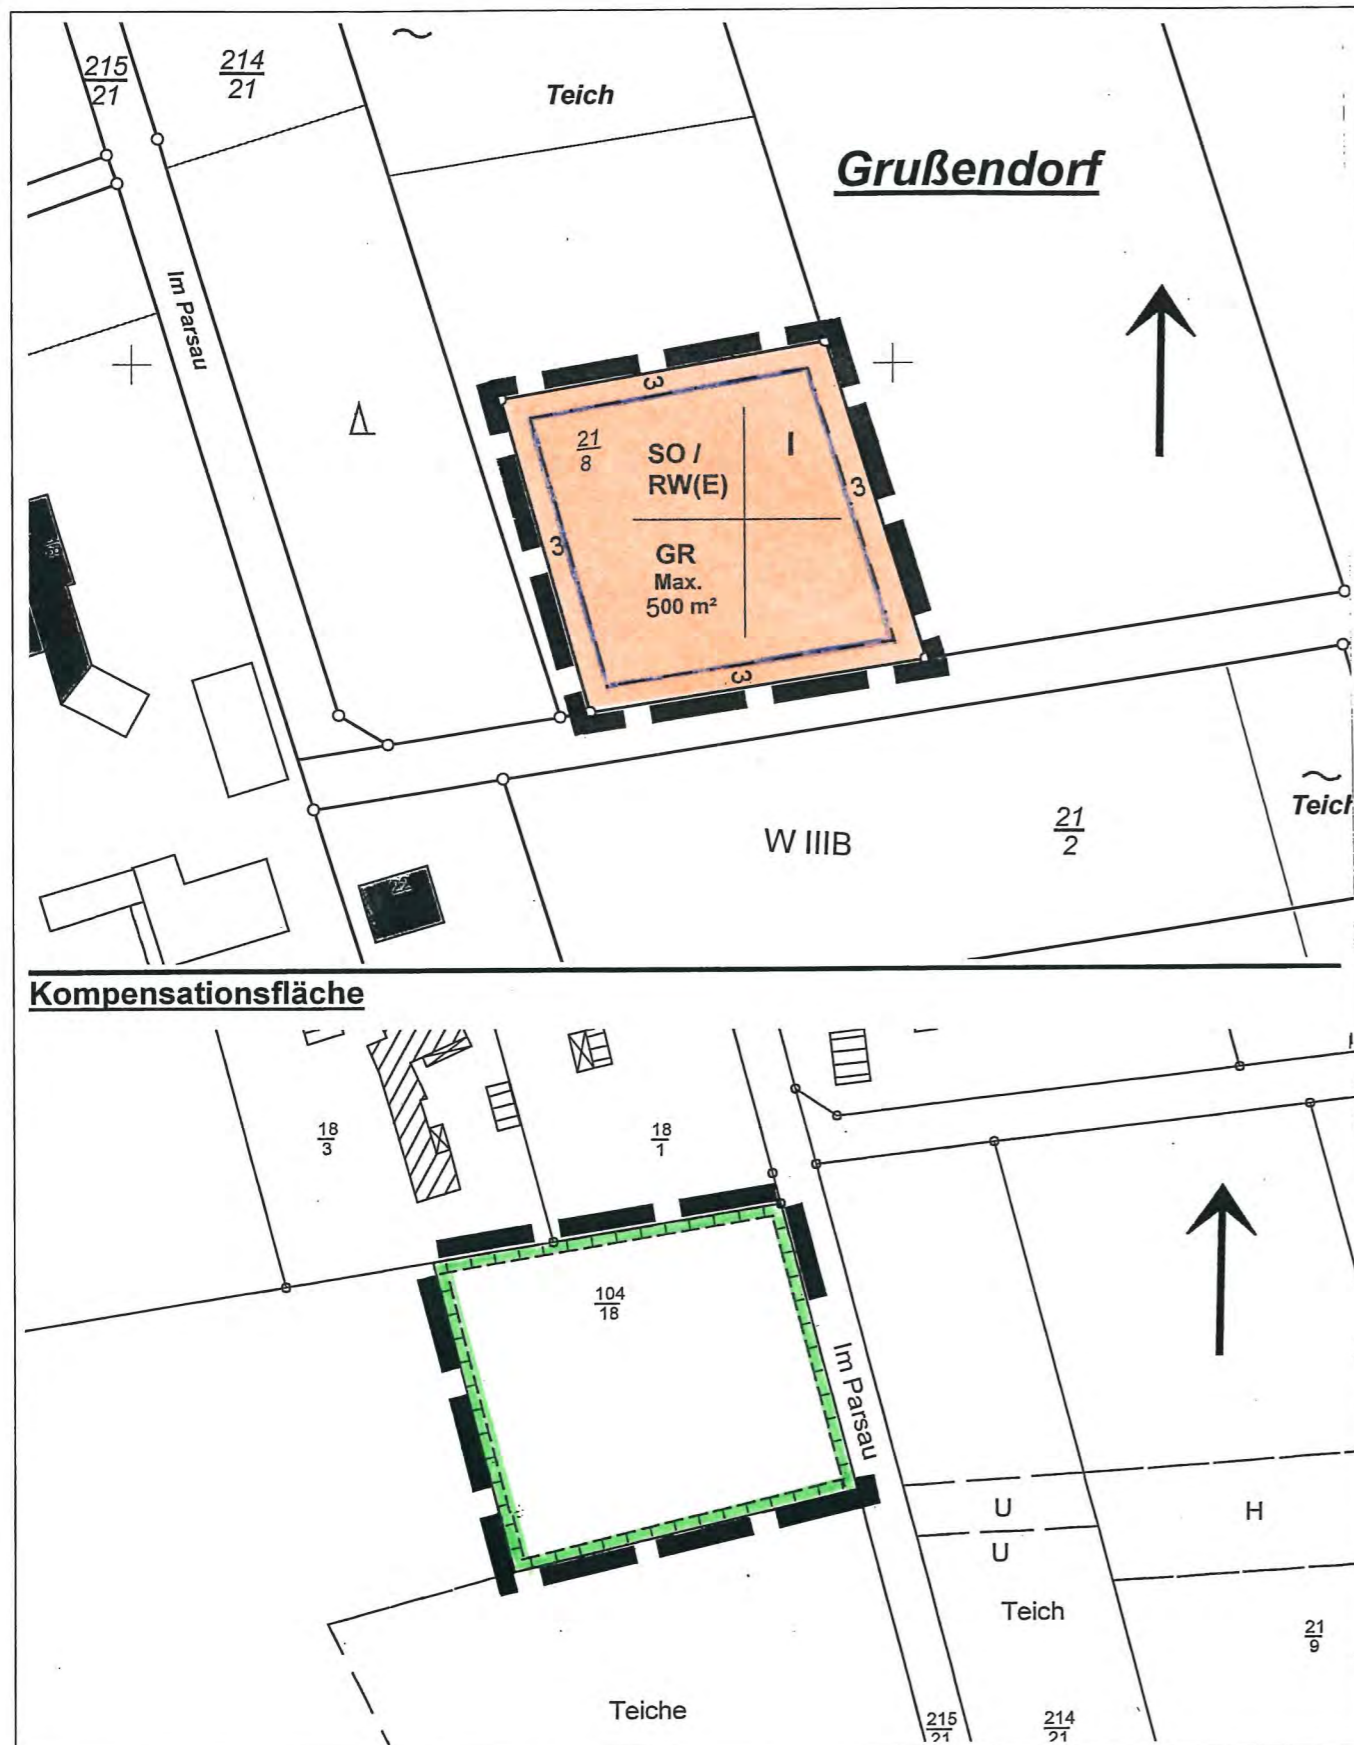 215
21
214
21
Teich
Grußendorf
Im Parsau
3
21
8
SO /
RW(E)
I
3
3
GR
Max.
500 m²
3
W IIIB
21
2
Teich
22
Kompensationsfläche
18
3
18
1
104
18
Im Parsau
U
U
H
Teich
21
9
Teiche
215
21
214
21